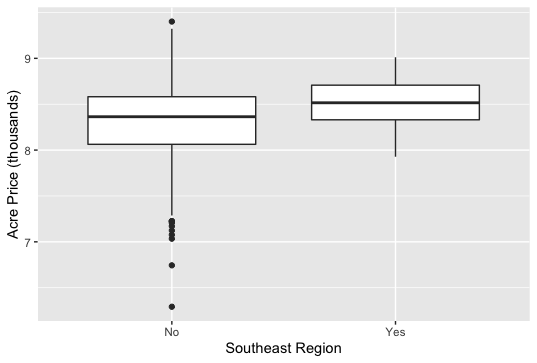 9
8
7
Acre Price (thousands)
No
Yes
Southeast Region